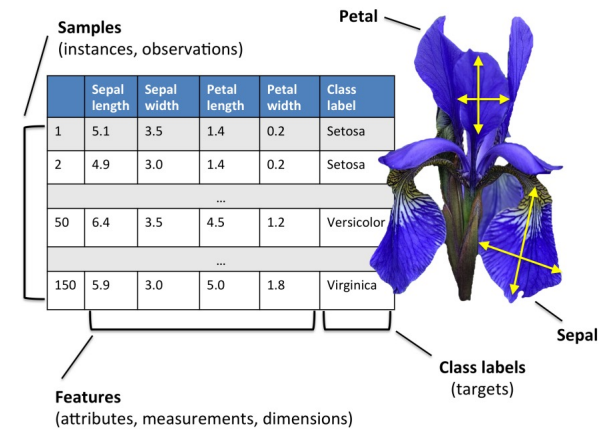 Samples
(instances, observations)
Petal
Sepal length Sepal width Petal length Petal width Class label
1 5.1 3.5 1.4 0.2 Setosa
2 4.9 3.0 1.4 0.2 Setosa
...
50 6.4 3.5 4.5 1.2 Versicolor
...
150 5.9 3.0 5.0 1.8 Virginica
Sepal
Class labels
(targets)
Features
(attributes, measurements, dimensions)